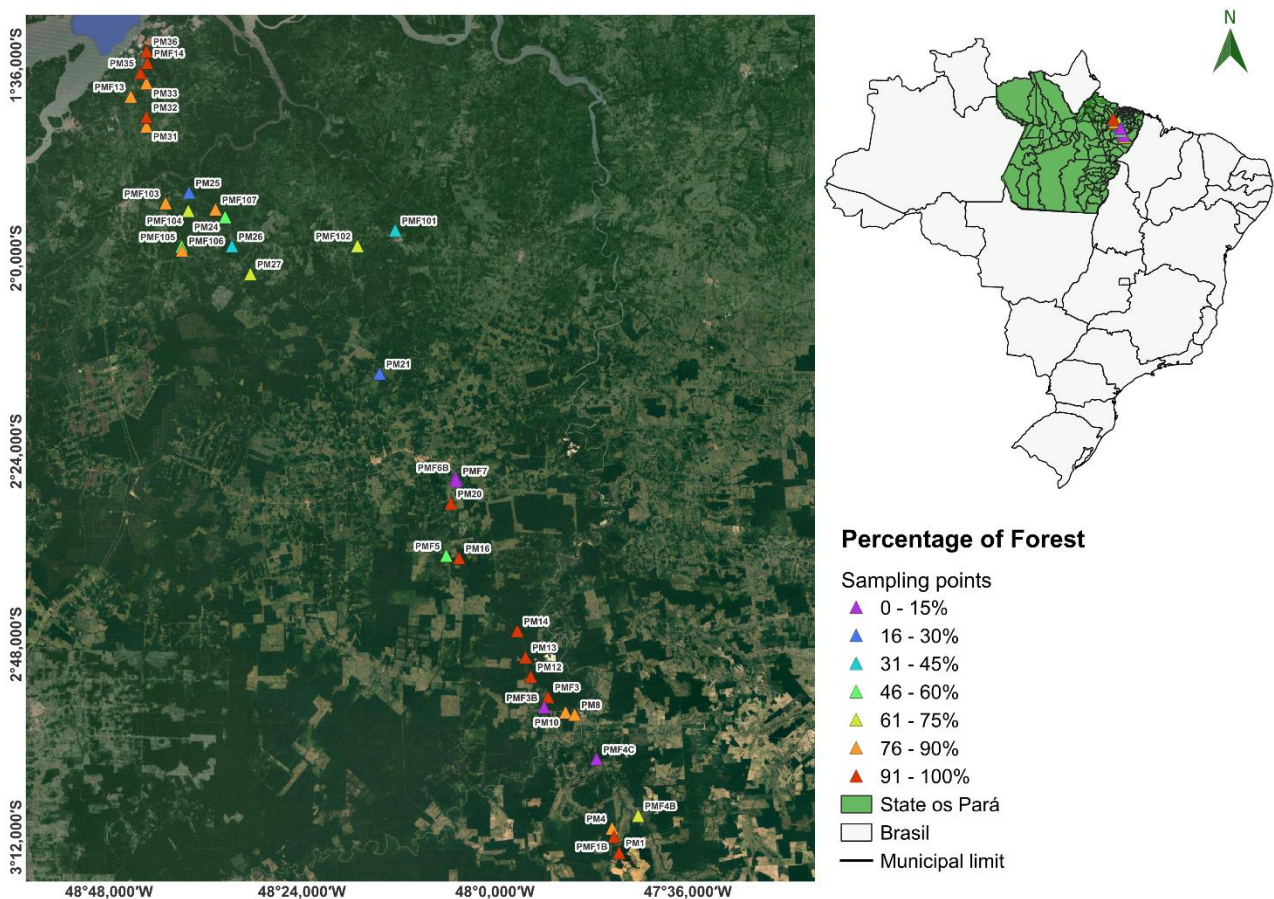 PM36
PMF14
PM35
PMF13
PM33
PM32
PM31
PM25
PMF103
PMF107
PMF104
PM24
PMF105
PMF106
PM26
PMF101
PMF102
PM27
PM21
PMF6B
PMF7
PM20
PMF5
PM16
PM14
PM13
PM12
PMF3
PMF3B
PM8
PM10
PMF4C
PMF4B
PM4
PMF1B
PM1
1°36,000'S
2°0,000'S
2°24,000'S
2°48,000'S
3°12,000'S
48°48,000'W
48°24,000'W
48°0,000'W
47°36,000'W
N
Percentage of Forest
Sampling points
0 - 15%
16 - 30%
31 - 45%
46 - 60%
61 - 75%
76 - 90%
91 - 100%
State os Pará
Brasil
Municipal limit